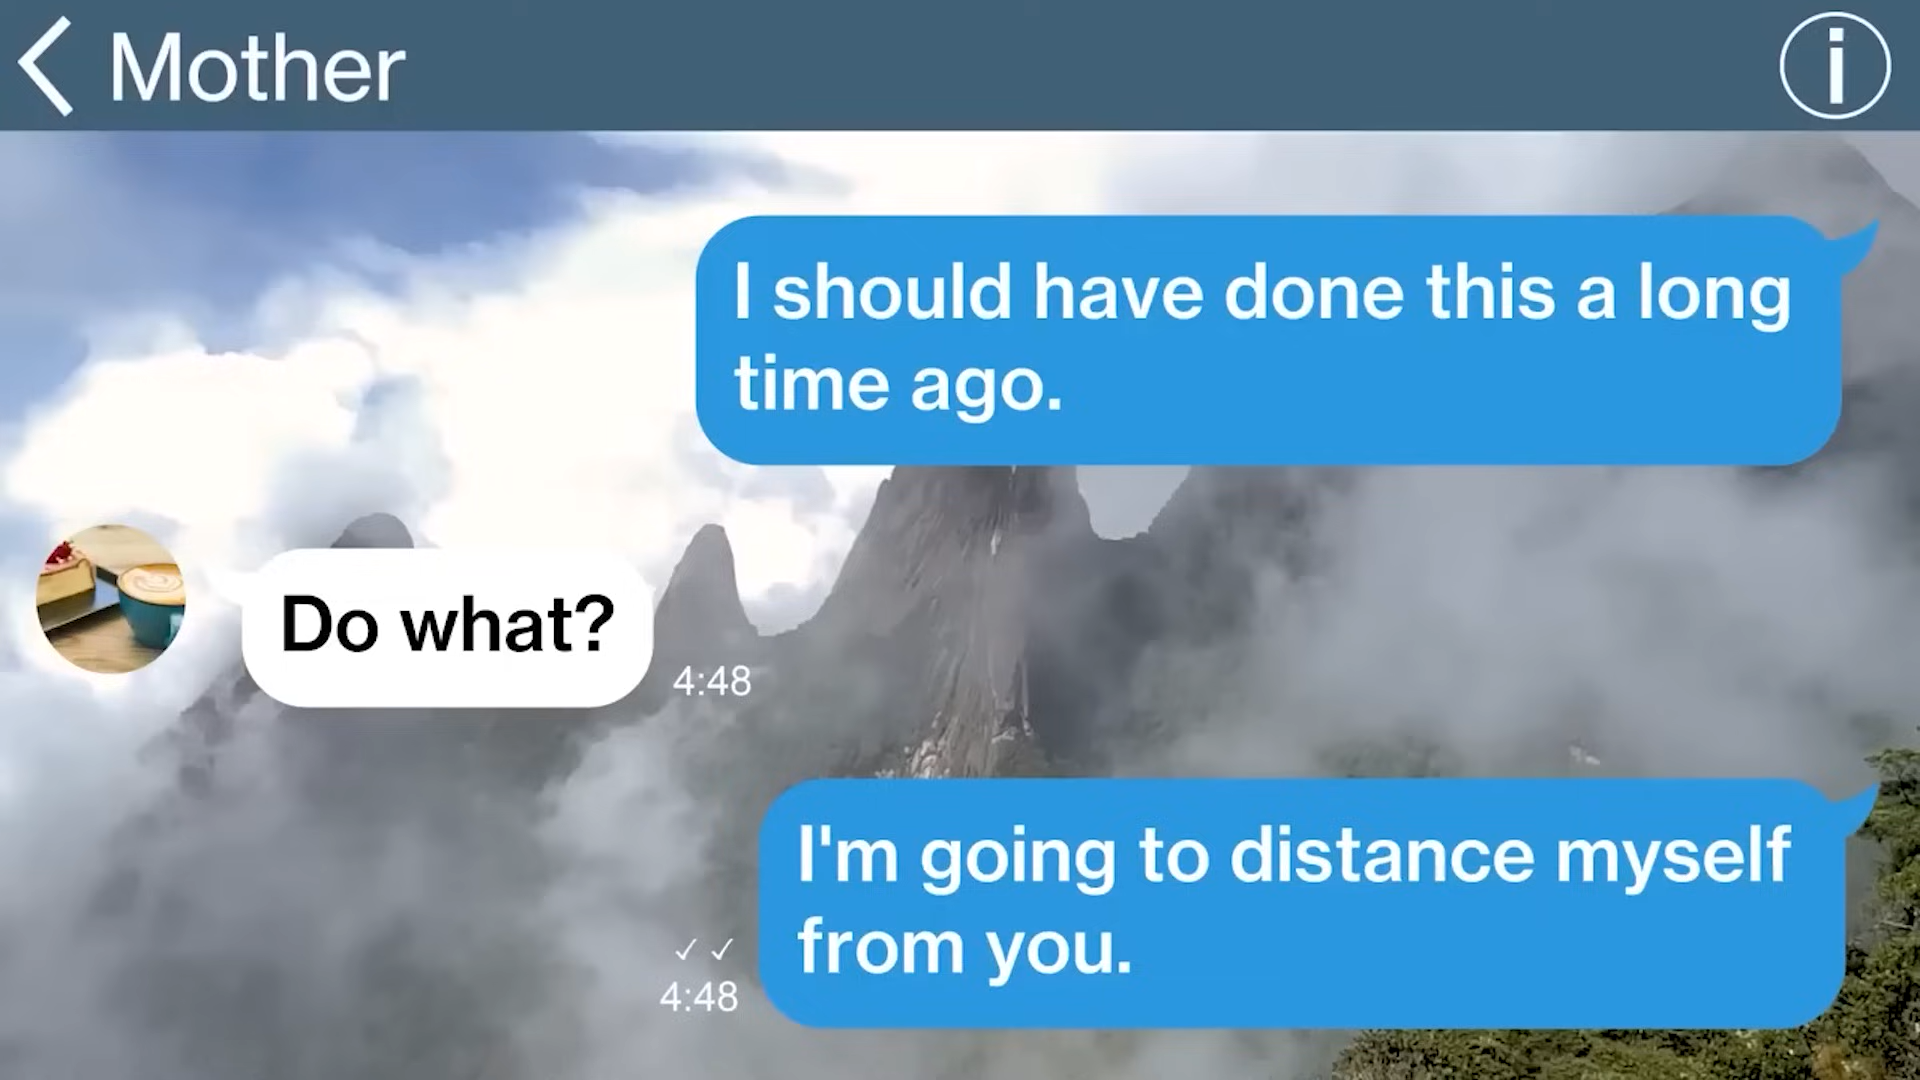 Mother
I should have done this a long
time ago.
Do what?
4:48
I'm going to distance myself
from you.
✓✓
4:48